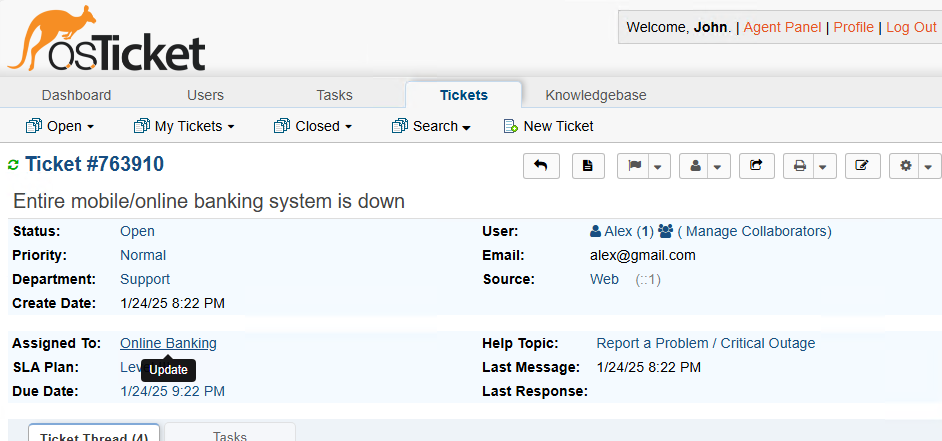 osTicket
Welcome, John. | Agent Panel | Profile | Log Out
Dashboard Users Tasks Tickets Knowledgebase
Open My Tickets Closed Search New Ticket
Ticket #763910
Entire mobile/online banking system is down
Status: Open User: Alex (1) ( Manage Collaborators)
Priority: Normal Email: alex@gmail.com
Department: Support Source: Web (::1)
Create Date: 1/24/25 8:22 PM
Assigned To: Online Banking Help Topic: Report a Problem / Critical Outage
SLA Plan: Update Last Message: 1/24/25 8:22 PM
Due Date: 1/24/25 9:22 PM Last Response:
Ticket Thread (4) Tasks